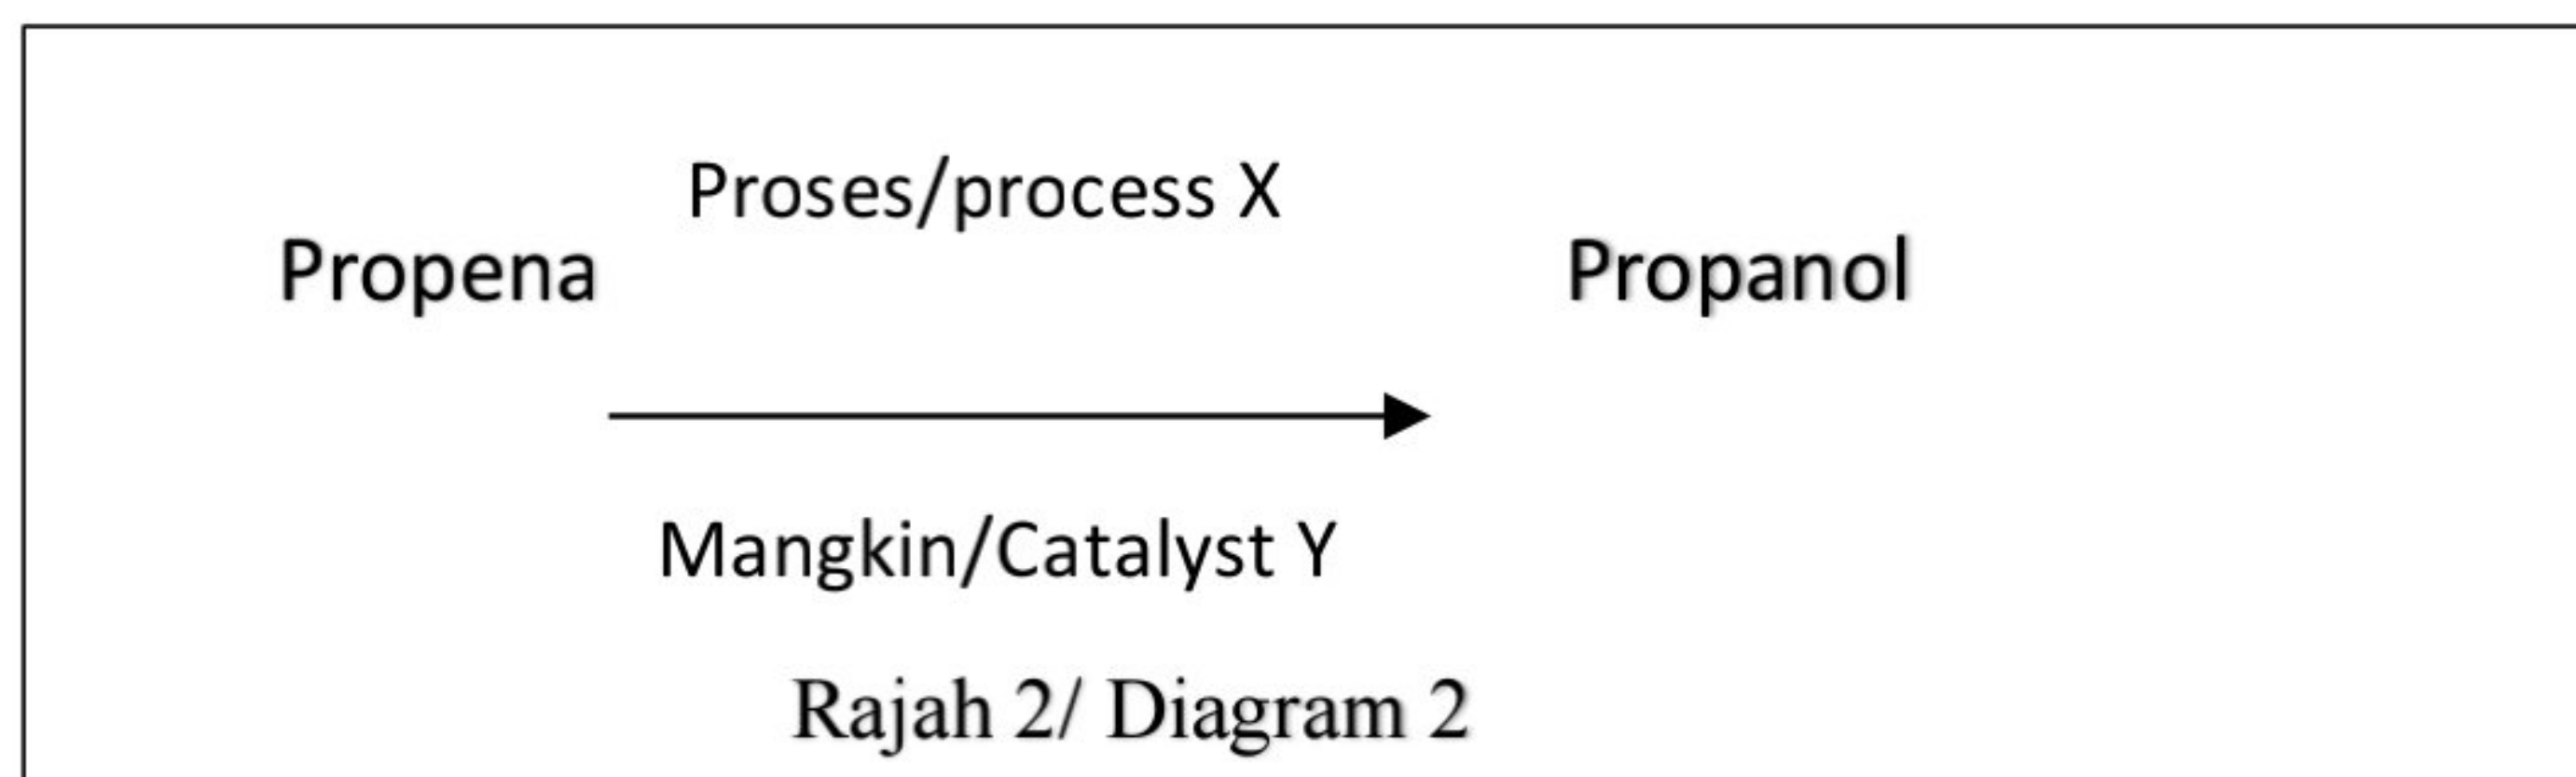 Proses/process X
Propena
Propanol
Mangkin/Catalyst Y
Rajah 2/ Diagram 2